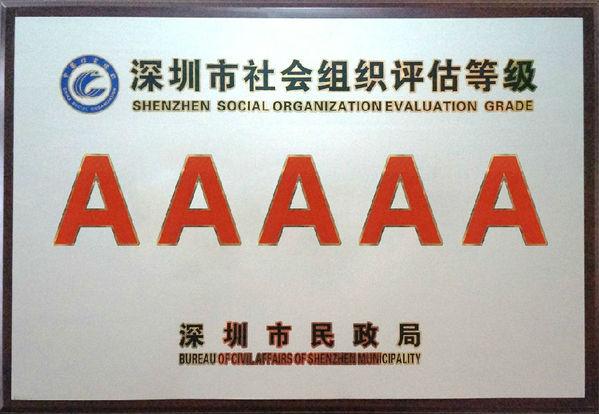 深圳市社会组织评估等级
SHENZHEN SOCIAL ORGANIZATION EVALUATION GRADE
AAAAA
深圳市民政局
BUREAU OF CIVIL AFFAIRS OF SHENZHEN MUNICIPALITY